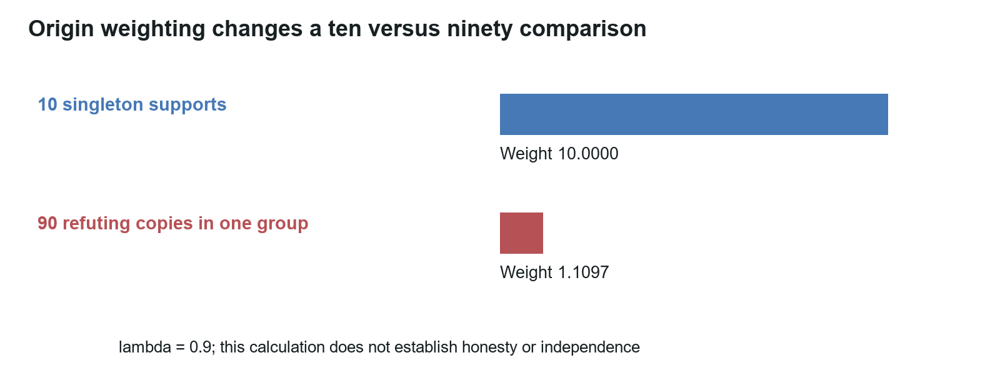 Origin weighting changes a ten versus ninety comparison
10 singleton supports
Weight 10.0000
90 refuting copies in one group
Weight 1.1097
lambda = 0.9; this calculation does not establish honesty or independence